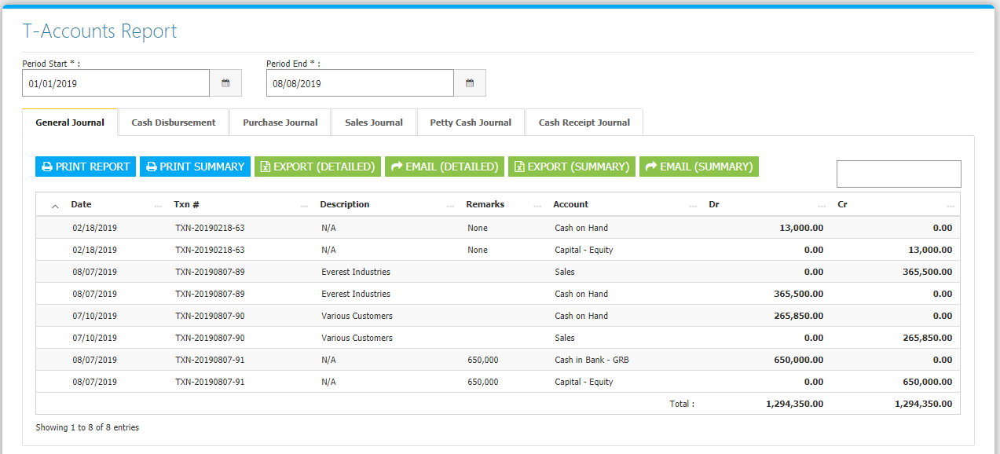 T-Accounts Report
Period Start * : Period End * :
01/01/2019 08/08/2019
General Journal Cash Disbursement Purchase Journal Sales Journal Petty Cash Journal Cash Receipt Journal
PRINT REPORT PRINT SUMMARY EXPORT (DETAILED) EMAIL (DETAILED) EXPORT (SUMMARY) EMAIL (SUMMARY)
Date ... Txn # ... Description ... Remarks ... Account ... Dr ... Cr ...
02/18/2019 TXN-20190218-63 N/A None Cash on Hand 13,000.00 0.00
02/18/2019 TXN-20190218-63 N/A None Capital - Equity 0.00 13,000.00
08/07/2019 TXN-20190807-89 Everest Industries Sales 0.00 365,500.00
08/07/2019 TXN-20190807-89 Everest Industries Cash on Hand 365,500.00 0.00
07/10/2019 TXN-20190807-90 Various Customers Cash on Hand 265,850.00 0.00
07/10/2019 TXN-20190807-90 Various Customers Sales 0.00 265,850.00
08/07/2019 TXN-20190807-91 N/A 650,000 Cash in Bank - GRB 650,000.00 0.00
08/07/2019 TXN-20190807-91 N/A 650,000 Capital - Equity 0.00 650,000.00
Total : 1,294,350.00 1,294,350.00
Showing 1 to 8 of 8 entries